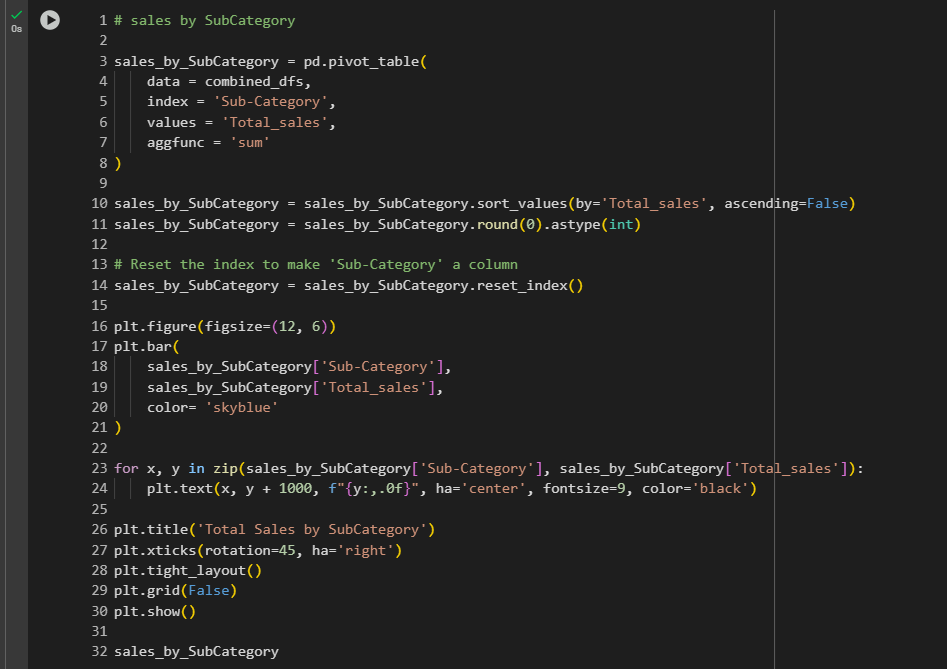 0s
1 # sales by SubCategory
2
3 sales_by_SubCategory = pd.pivot_table(
4     data = combined_dfs,
5     index = 'Sub-Category',
6     values = 'Total_sales',
7     aggfunc = 'sum'
8 )
9
10 sales_by_SubCategory = sales_by_SubCategory.sort_values(by='Total_sales', ascending=False)
11 sales_by_SubCategory = sales_by_SubCategory.round(0).astype(int)
12
13 # Reset the index to make 'Sub-Category' a column
14 sales_by_SubCategory = sales_by_SubCategory.reset_index()
15
16 plt.figure(figsize=(12, 6))
17 plt.bar(
18     sales_by_SubCategory['Sub-Category'],
19     sales_by_SubCategory['Total_sales'],
20     color= 'skyblue'
21 )
22
23 for x, y in zip(sales_by_SubCategory['Sub-Category'], sales_by_SubCategory['Total_sales']):
24     plt.text(x, y + 1000, f"{y:,.0f}", ha='center', fontsize=9, color='black')
25
26 plt.title('Total Sales by SubCategory')
27 plt.xticks(rotation=45, ha='right')
28 plt.tight_layout()
29 plt.grid(False)
30 plt.show()
31
32 sales_by_SubCategory